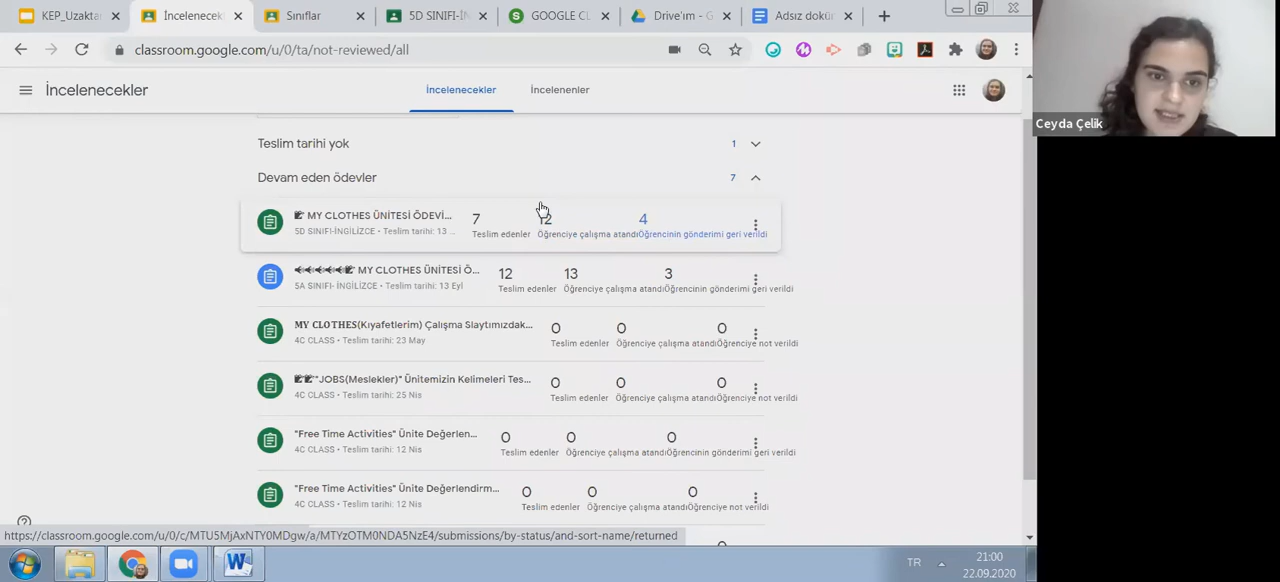 KEP_Uzakta
İncelenecekl
Sınıflar
5D SINIFI-İN
GOOGLE CL
Drive'ım - G
Adsız dokü
classroom.google.com/u/0/ta/not-reviewed/all
İncelenecekler
İncelenecekler
İncelenenler
Ceyda Çelik
Teslim tarihi yok
1
Devam eden ödevler
7
MY CLOTHES ÜNİTESİ ÖDEVİ...
5D SINIFI-İNGİLİZCE • Teslim tarihi: 13 ...
7
12
4
Teslim edenler
Öğrenciye çalışma atandı
Öğrencinin gönderimi geri verildi
MY CLOTHES ÜNİTESİ Ö...
5A SINIFI- İNGİLİZCE • Teslim tarihi: 13 Eyl
12
13
3
Teslim edenler
Öğrenciye çalışma atandı
Öğrencinin gönderimi geri verildi
MY CLOTHES(Kıyafetlerim) Çalışma Slaytımızdak...
4C CLASS • Teslim tarihi: 23 May
0
0
0
Teslim edenler
Öğrenciye çalışma atandı
Öğrenciye not verildi
"JOBS(Meslekler)" Ünitemizin Kelimeleri Tes...
4C CLASS • Teslim tarihi: 25 Nis
0
0
0
Teslim edenler
Öğrenciye çalışma atandı
Öğrenciye not verildi
"Free Time Activities" Ünite Değerlen...
4C CLASS • Teslim tarihi: 12 Nis
0
0
0
Teslim edenler
Öğrenciye çalışma atandı
Öğrencinin gönderimi geri verildi
"Free Time Activities" Ünite Değerlendirm...
4C CLASS • Teslim tarihi: 12 Nis
0
0
0
Teslim edenler
Öğrenciye çalışma atandı
Öğrenciye not verildi
https://classroom.google.com/u/0/c/MTU5MjAxNTY0MDgw/a/MTYzOTM0NDA5NzE4/submissions/by-status/and-sort-name/returned
TR
21:00
22.09.2020